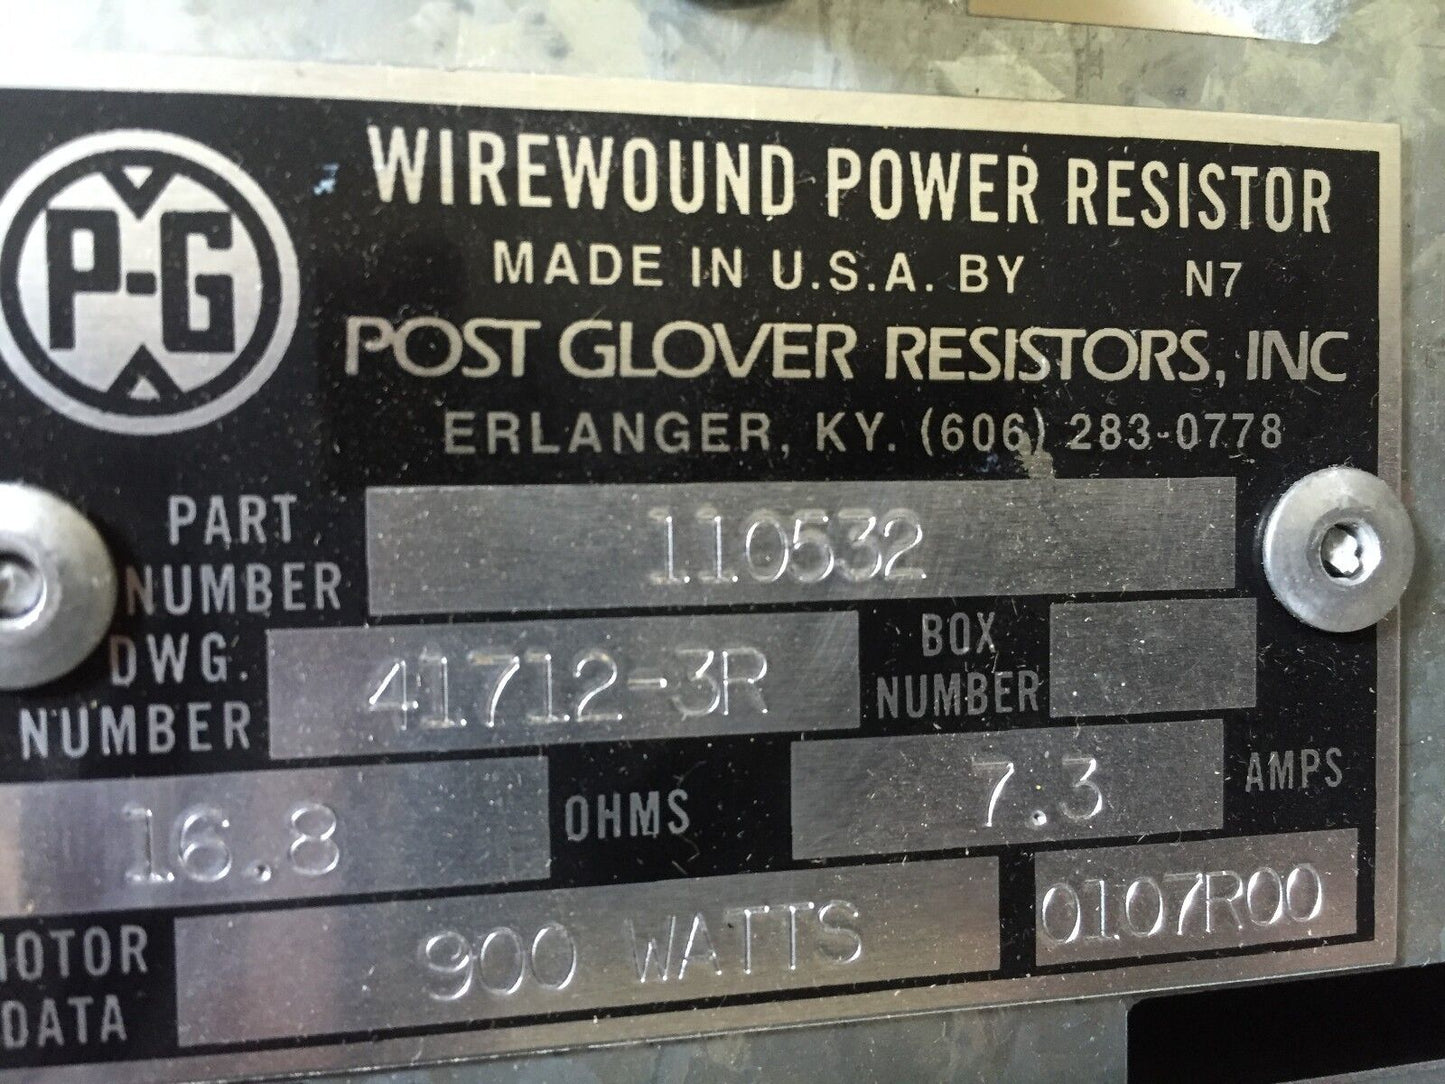 P-G
WIREWOUND POWER RESISTOR
MADE IN U.S.A. BY N7
POST GLOVER RESISTORS, INC
ERLANGER, KY. (606) 283-0778
PART NUMBER 110532
DWG. NUMBER 41712-3R BOX NUMBER
16.8 OHMS 7.3 AMPS
MOTOR DATA 900 WATTS 0107R00